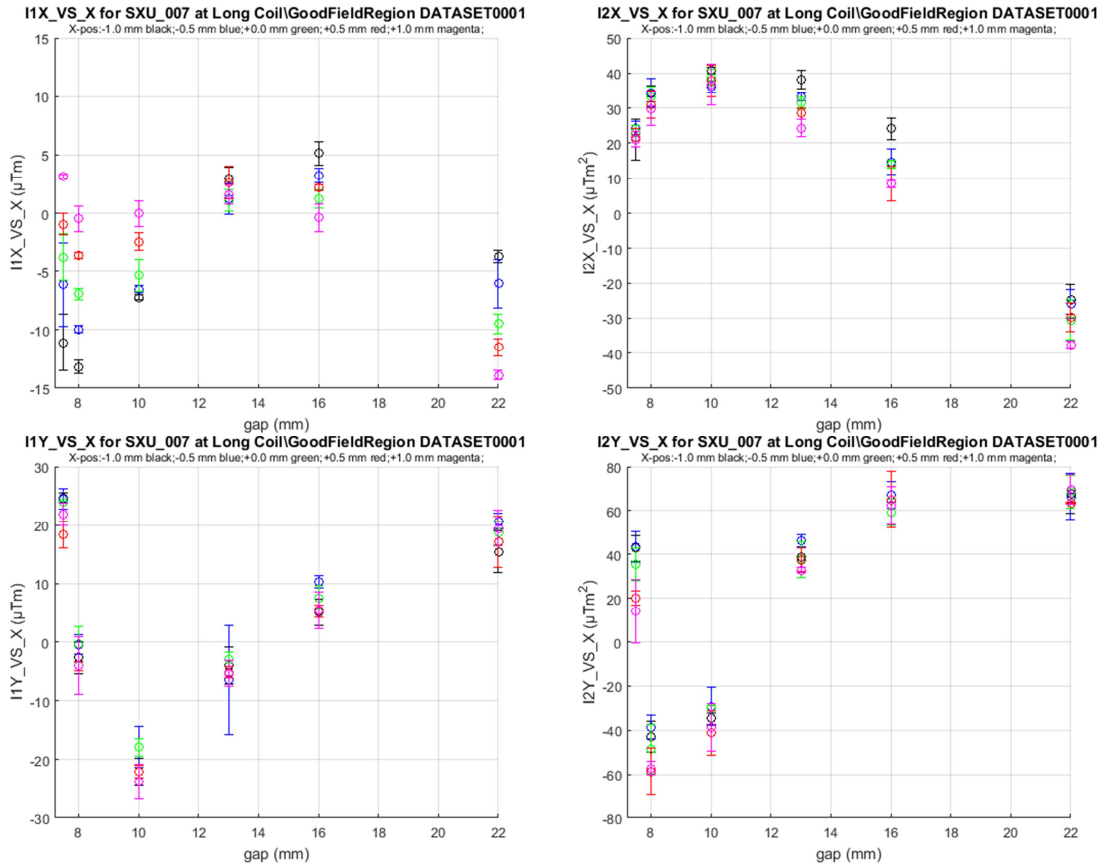 I1X_VS_X for SXU_007 at Long Coil\GoodFieldRegion DATASET0001
X-pos:-1.0 mm black;-0.5 mm blue;+0.0 mm green;+0.5 mm red;+1.0 mm magenta;
15
10
5
0
-5
-10
-15
I1X_VS_X (µTm)
8 10 12 14 16 18 20 22
gap (mm)
I2X_VS_X for SXU_007 at Long Coil\GoodFieldRegion DATASET0001
X-pos:-1.0 mm black;-0.5 mm blue;+0.0 mm green;+0.5 mm red;+1.0 mm magenta;
50
40
30
20
10
0
-10
-20
-30
-40
-50
I2X_VS_X (µTm²)
8 10 12 14 16 18 20 22
gap (mm)
I1Y_VS_X for SXU_007 at Long Coil\GoodFieldRegion DATASET0001
X-pos:-1.0 mm black;-0.5 mm blue;+0.0 mm green;+0.5 mm red;+1.0 mm magenta;
30
20
10
0
-10
-20
-30
I1Y_VS_X (µTm)
8 10 12 14 16 18 20 22
gap (mm)
I2Y_VS_X for SXU_007 at Long Coil\GoodFieldRegion DATASET0001
X-pos:-1.0 mm black;-0.5 mm blue;+0.0 mm green;+0.5 mm red;+1.0 mm magenta;
80
60
40
20
0
-20
-40
-60
-80
I2Y_VS_X (µTm²)
8 10 12 14 16 18 20 22
gap (mm)